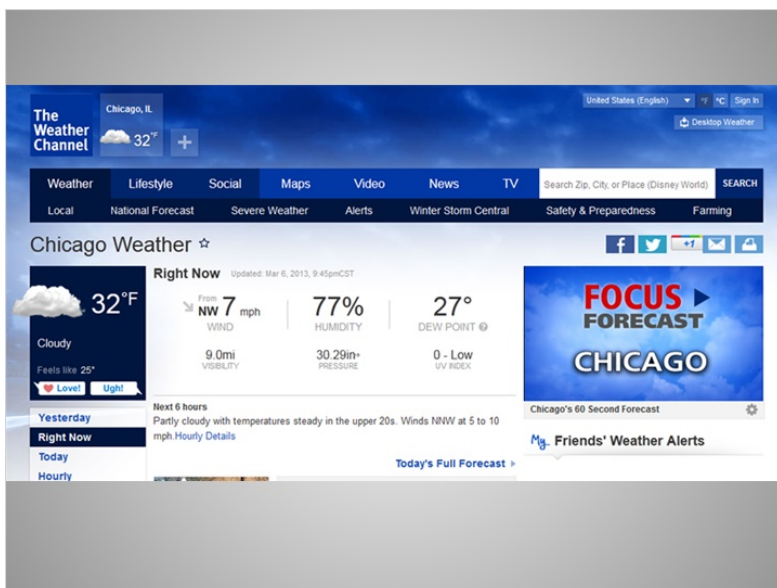 The
Weather
Channel
Chicago, IL
32°F
+
United States (English)
°F °C Sign In
Desktop Weather
Weather Lifestyle Social Maps Video News TV
Search Zip, City, or Place (Disney World) SEARCH
Local National Forecast Severe Weather Alerts Winter Storm Central Safety & Preparedness Farming
Chicago Weather
f +1
32°F
Cloudy
Feels like 25°
Love! Ugh!
Yesterday
Right Now
Today
Hourly
Right Now Updated: Mar 6, 2013, 9:45pmCST
From
NW 7 mph 77% 27°
WIND HUMIDITY DEW POINT ?
9.0mi 30.29in 0 - Low
VISIBILITY PRESSURE UV INDEX
Next 6 hours
Partly cloudy with temperatures steady in the upper 20s. Winds NNW at 5 to 10
mph.Hourly Details
Today's Full Forecast
FOCUS
FORECAST
CHICAGO
Chicago's 60 Second Forecast
My Friends' Weather Alerts